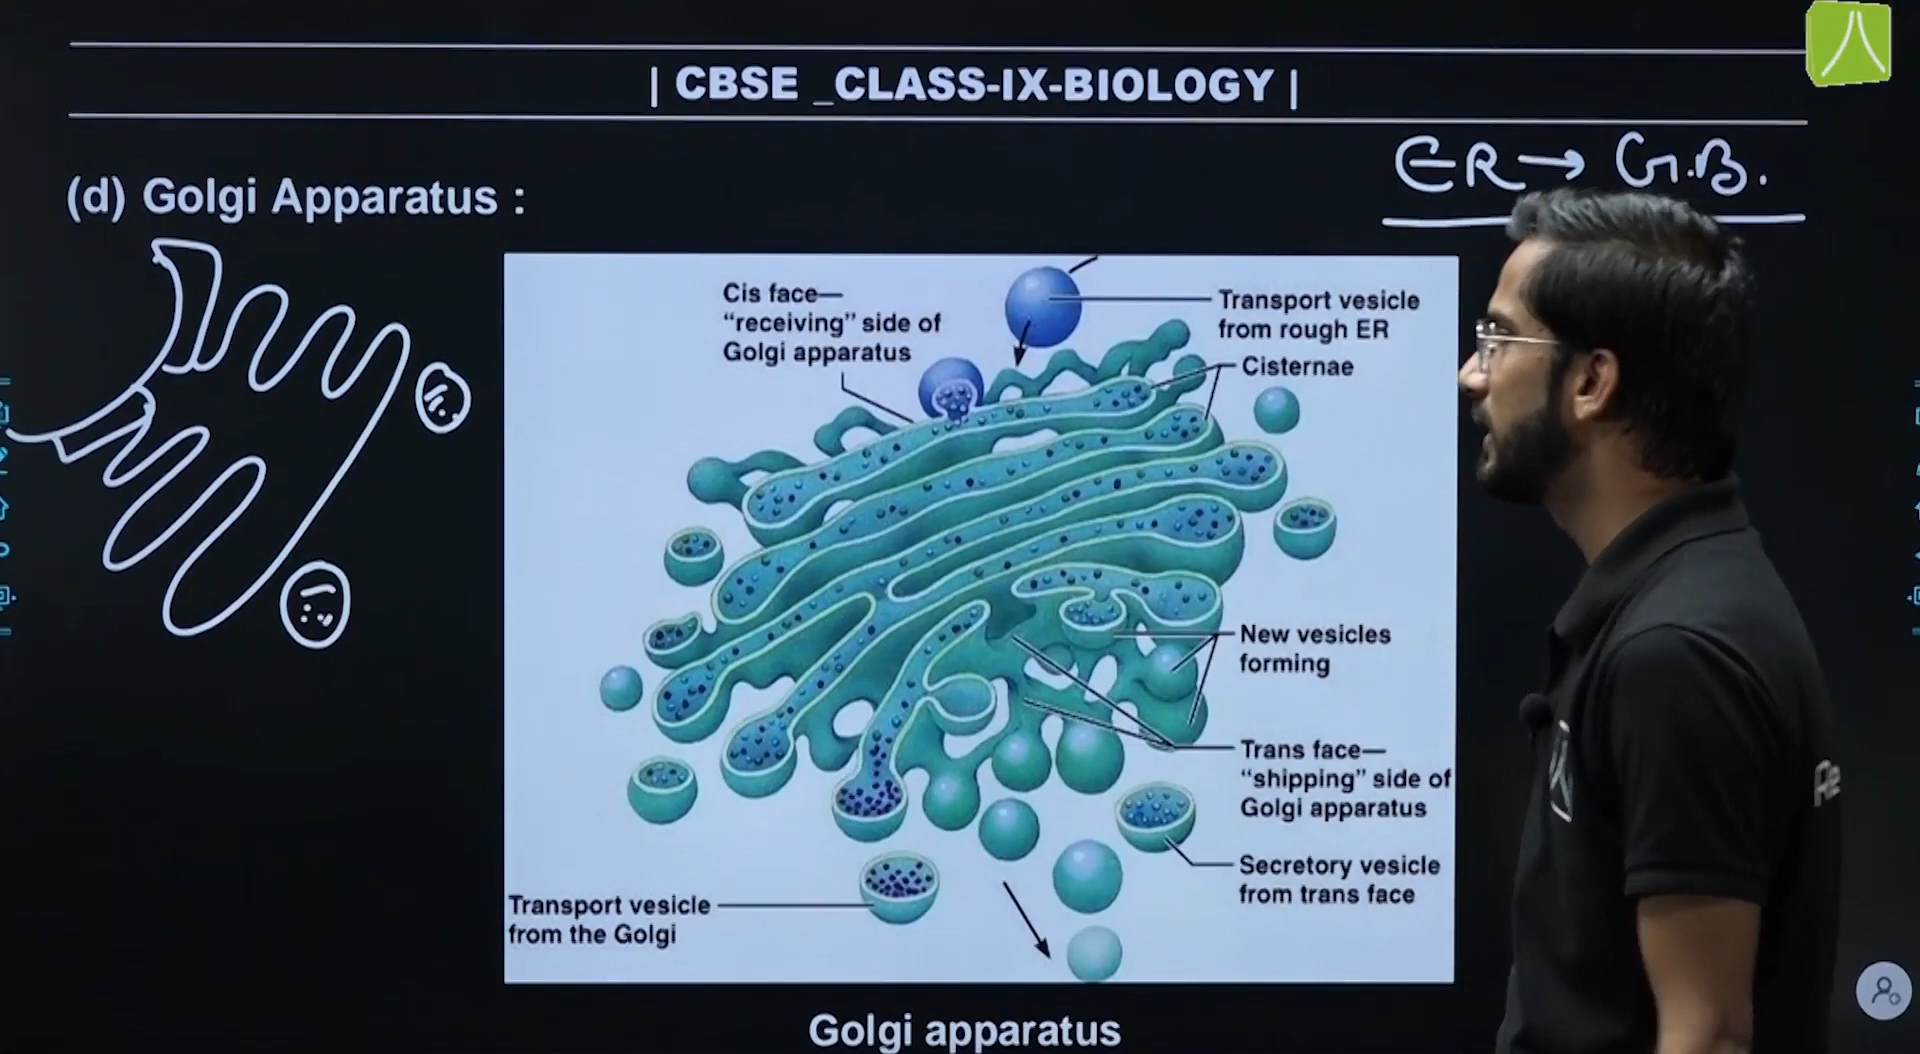 | CBSE _CLASS-IX-BIOLOGY |
ER → G.B.
(d) Golgi Apparatus :
Cis face—
“receiving” side of
Golgi apparatus
Transport vesicle
from rough ER
Cisternae
New vesicles
forming
Trans face—
“shipping” side of
Golgi apparatus
Secretory vesicle
from trans face
Transport vesicle
from the Golgi
Golgi apparatus
Re